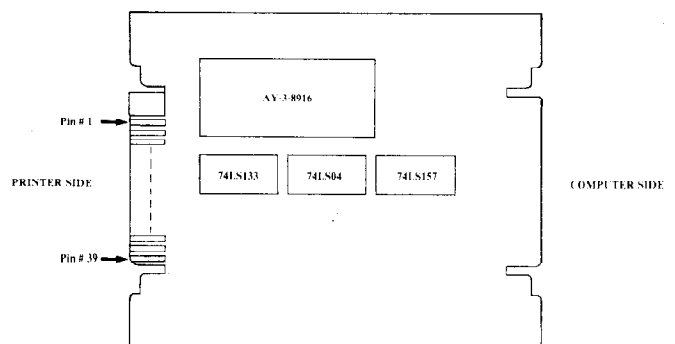 AY-3-8916
Pin # 1
74LS133 74LS04 74LS157
PRINTER SIDE
COMPUTER SIDE
Pin # 39